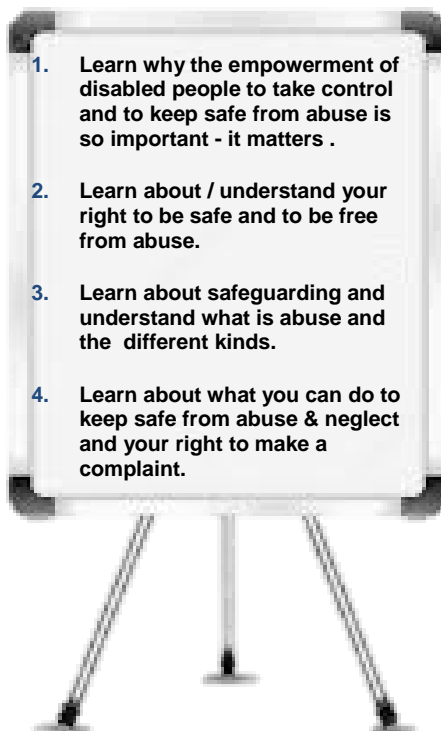 1. Learn why the empowerment of
disabled people to take control
and to keep safe from abuse is
so important - it matters .
2. Learn about / understand your
right to be safe and to be free
from abuse.
3. Learn about safeguarding and
understand what is abuse and
the different kinds.
4. Learn about what you can do to
keep safe from abuse & neglect
and your right to make a
complaint.